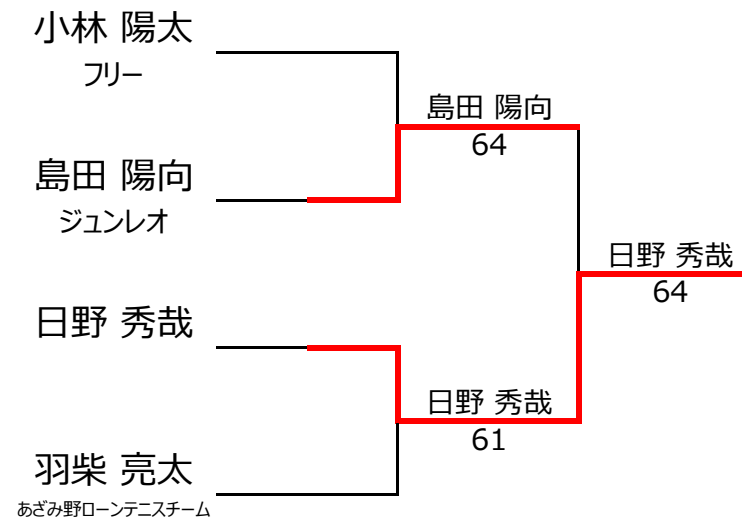 小林 陽太
フリー
島田 陽向
64
島田 陽向
ジュンレオ
日野 秀哉
64
日野 秀哉
日野 秀哉
61
羽柴 亮太
あざみ野ローンテニスチーム